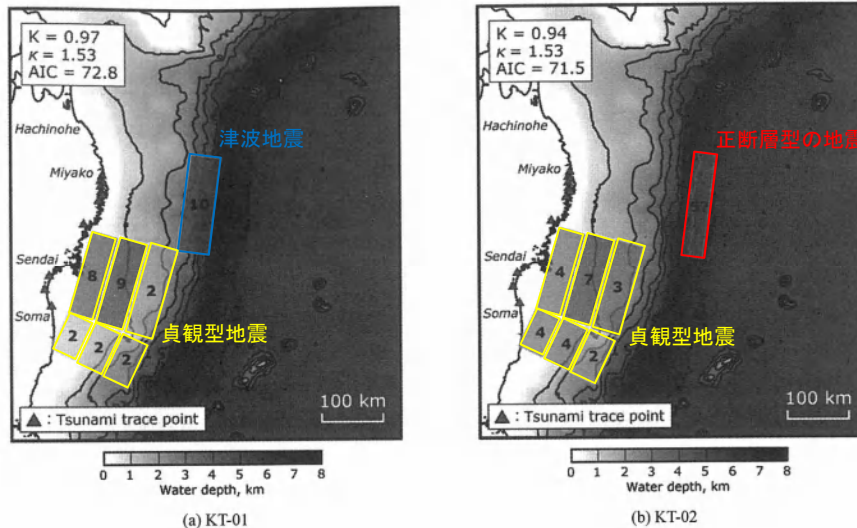 K = 0.97
κ = 1.53
AIC = 72.8
Hachinohe
Miyako
Sendai
Soma
津波地震
10
8
9
2
2
2
2
貞観型地震
▲ : Tsunami trace point
100 km
0 1 2 3 4 5 6 7 8
Water depth, km
(a) KT-01
K = 0.94
κ = 1.53
AIC = 71.5
Hachinohe
Miyako
Sendai
Soma
正断層型の地震
4
7
3
4
4
2
貞観型地震
▲ : Tsunami trace point
100 km
0 1 2 3 4 5 6 7 8
Water depth, km
(b) KT-02